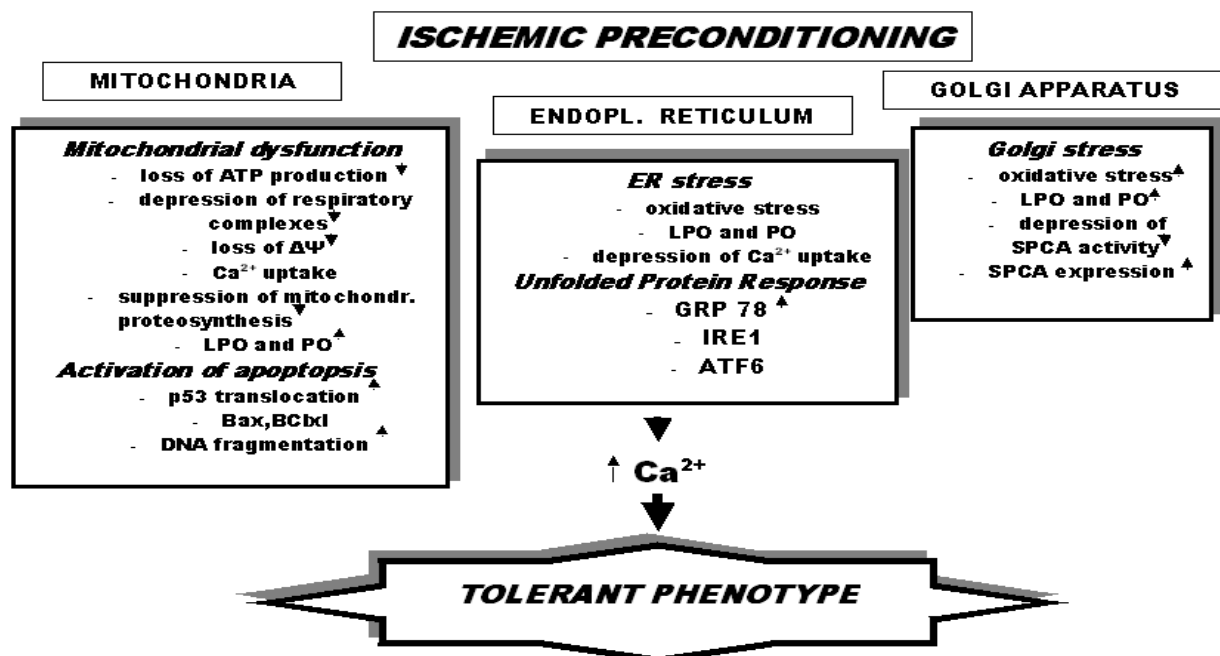 ISCHEMIC PRECONDITIONING
MITOCHONDRIA
Mitochondrial dysfunction
- loss of ATP production
- depression of respiratory
complexes
- loss of ΔΨ
- Ca²⁺ uptake
- suppression of mitochondr.
proteosynthesis
- LPO and PO
Activation of apoptopsis
- p53 translocation
- Bax,BClxl
- DNA fragmentation
ENDOPL. RETICULUM
ER stress
- oxidative stress
- LPO and PO
- depression of Ca²⁺ uptake
Unfolded Protein Response
- GRP 78
- IRE1
- ATF6
GOLGI APPARATUS
Golgi stress
- oxidative stress
- LPO and PO
- depression of
SPCA activity
- SPCA expression
↑ Ca²⁺
TOLERANT PHENOTYPE